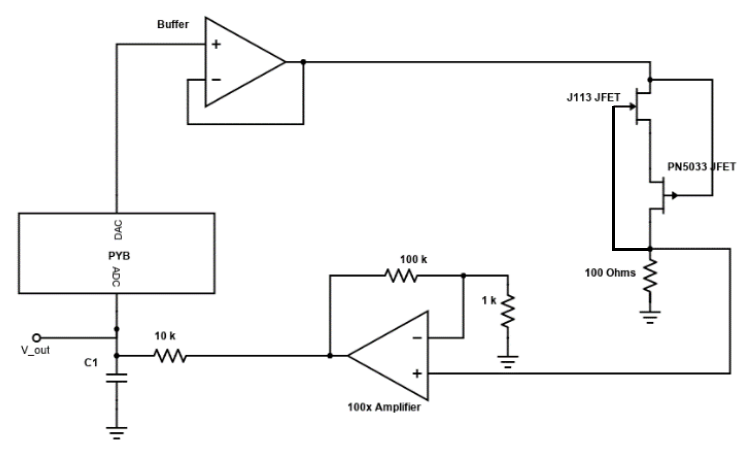 Buffer
+
−
J113 JFET
PN5033 JFET
DAC
PYB
ADC
100 k
100 Ohms
1 k
10 k
V_out
−
C1
+
100x Amplifier